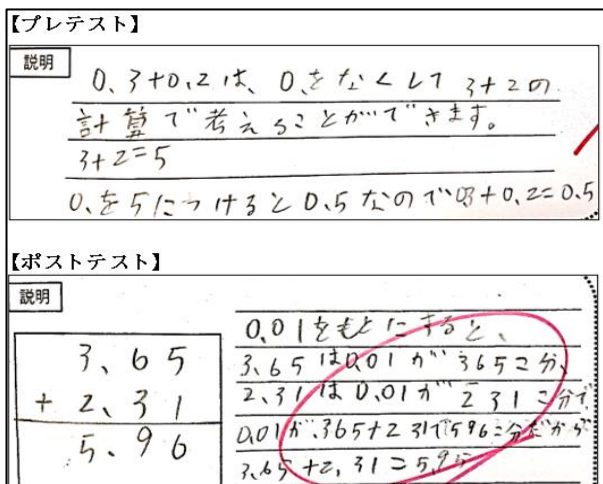 【プレテスト】
説明
0.3+0.2は、0.をなくして3+2の
計算で考えることができます。
3+2=5
0.を5につけると0.5なので0.3+0.2=0.5
【ポストテスト】
説明
3.65
+2.31
5.96
0.01をもとにすると、
3.65は0.01が365こ分、
2.31は0.01が231こ分で
0.01が365+231で596こ分だから
3.65+2.31=5.95